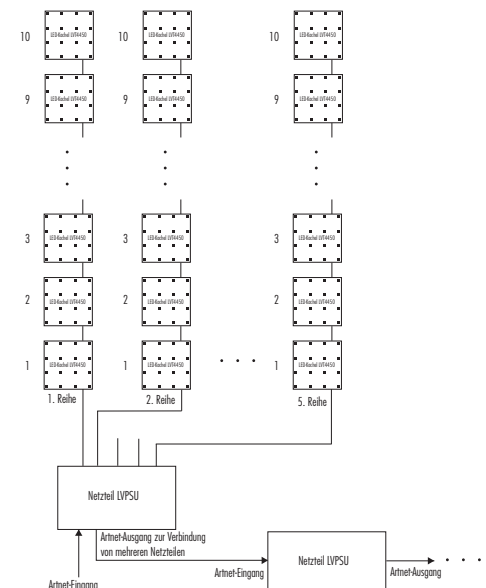 10 LED-Kachel LVT4450 10 LED-Kachel LVT4450 10 LED-Kachel LVT4450
9 LED-Kachel LVT4450 9 LED-Kachel LVT4450 9 LED-Kachel LVT4450
3 LED-Kachel LVT4450 3 LED-Kachel LVT4450 3 LED-Kachel LVT4450
2 LED-Kachel LVT4450 2 LED-Kachel LVT4450 2 LED-Kachel LVT4450
1 LED-Kachel LVT4450 1 LED-Kachel LVT4450 1 LED-Kachel LVT4450
1. Reihe 2. Reihe 5. Reihe
Netzteil LVPSU
Artnet-Ausgang zur Verbindung
von mehreren Netzteilen
Netzteil LVPSU
Artnet-Eingang
Artnet-Ausgang
Artnet-Eingang